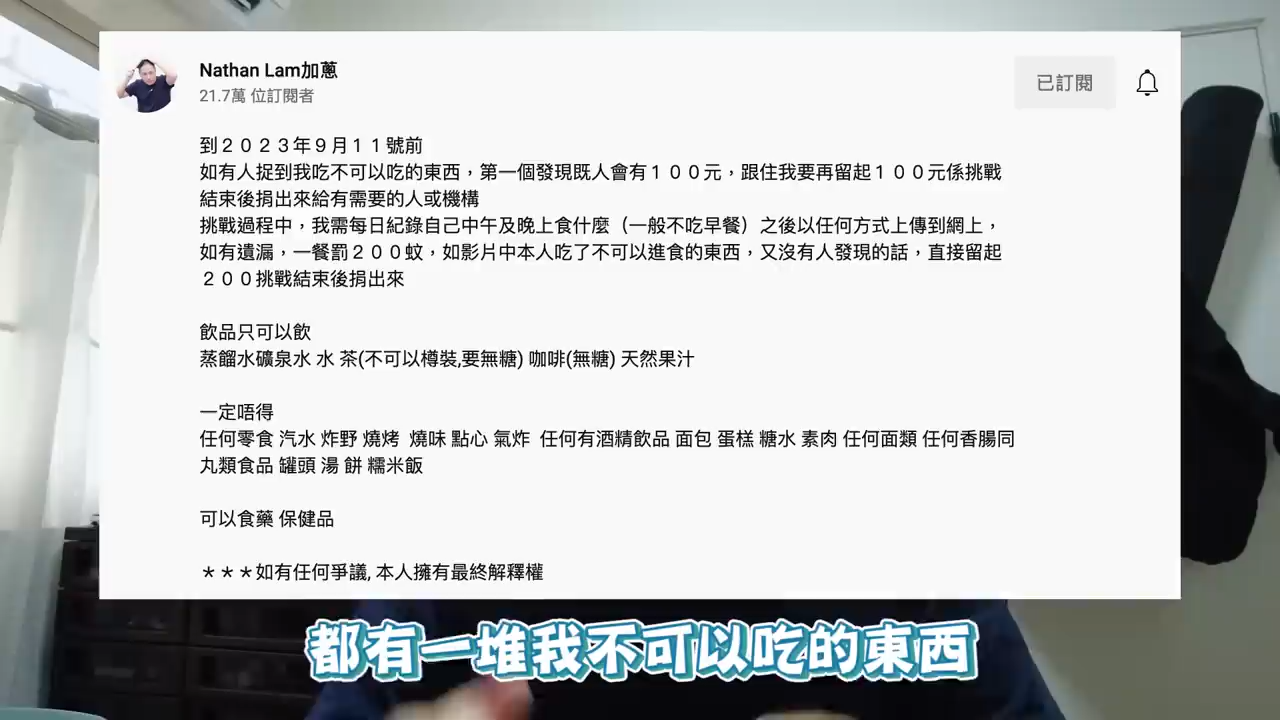 Nathan Lam加蔥
21.7萬 位訂閱者
已訂閱
到２０２３年９月１１號前
如有人捉到我吃不可以吃的東西，第一個發現既人會有１００元，跟住我要再留起１００元係挑戰
結束後捐出來給有需要的人或機構
挑戰過程中，我需每日紀錄自己中午及晚上食什麼（一般不吃早餐）之後以任何方式上傳到網上，
如有遺漏，一餐罰２００蚊，如影片中本人吃了不可以進食的東西，又沒有人發現的話，直接留起
２００挑戰結束後捐出來
飲品只可以飲
蒸餾水礦泉水 水 茶(不可以樽裝,要無糖) 咖啡(無糖) 天然果汁
一定唔得
任何零食 汽水 炸野 燒烤  燒味 點心 氣炸  任何有酒精飲品 面包 蛋糕 糖水 素肉 任何面類 任何香腸同
丸類食品 罐頭 湯 餅 糯米飯
可以食藥 保健品
＊＊＊如有任何爭議, 本人擁有最終解釋權
都有一堆我不可以吃的東西